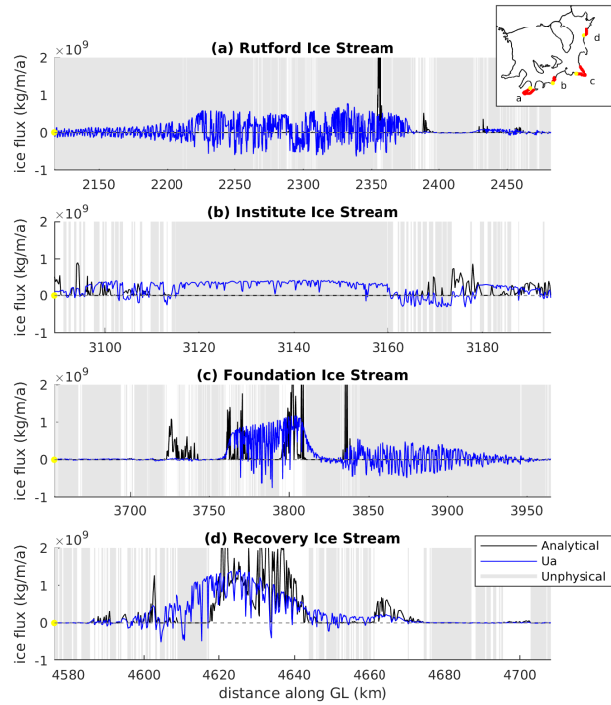 a
b
c
d
(a) Rutford Ice Stream
×10⁹
ice flux (kg/m/a)
2
1
0
-1
2150 2200 2250 2300 2350 2400 2450
(b) Institute Ice Stream
×10⁹
ice flux (kg/m/a)
2
1
0
-1
3100 3120 3140 3160 3180
(c) Foundation Ice Stream
×10⁹
ice flux (kg/m/a)
2
1
0
-1
3700 3750 3800 3850 3900 3950
(d) Recovery Ice Stream
×10⁹
ice flux (kg/m/a)
2
1
0
-1
4580 4600 4620 4640 4660 4680 4700
distance along GL (km)
Analytical
Ua
Unphysical